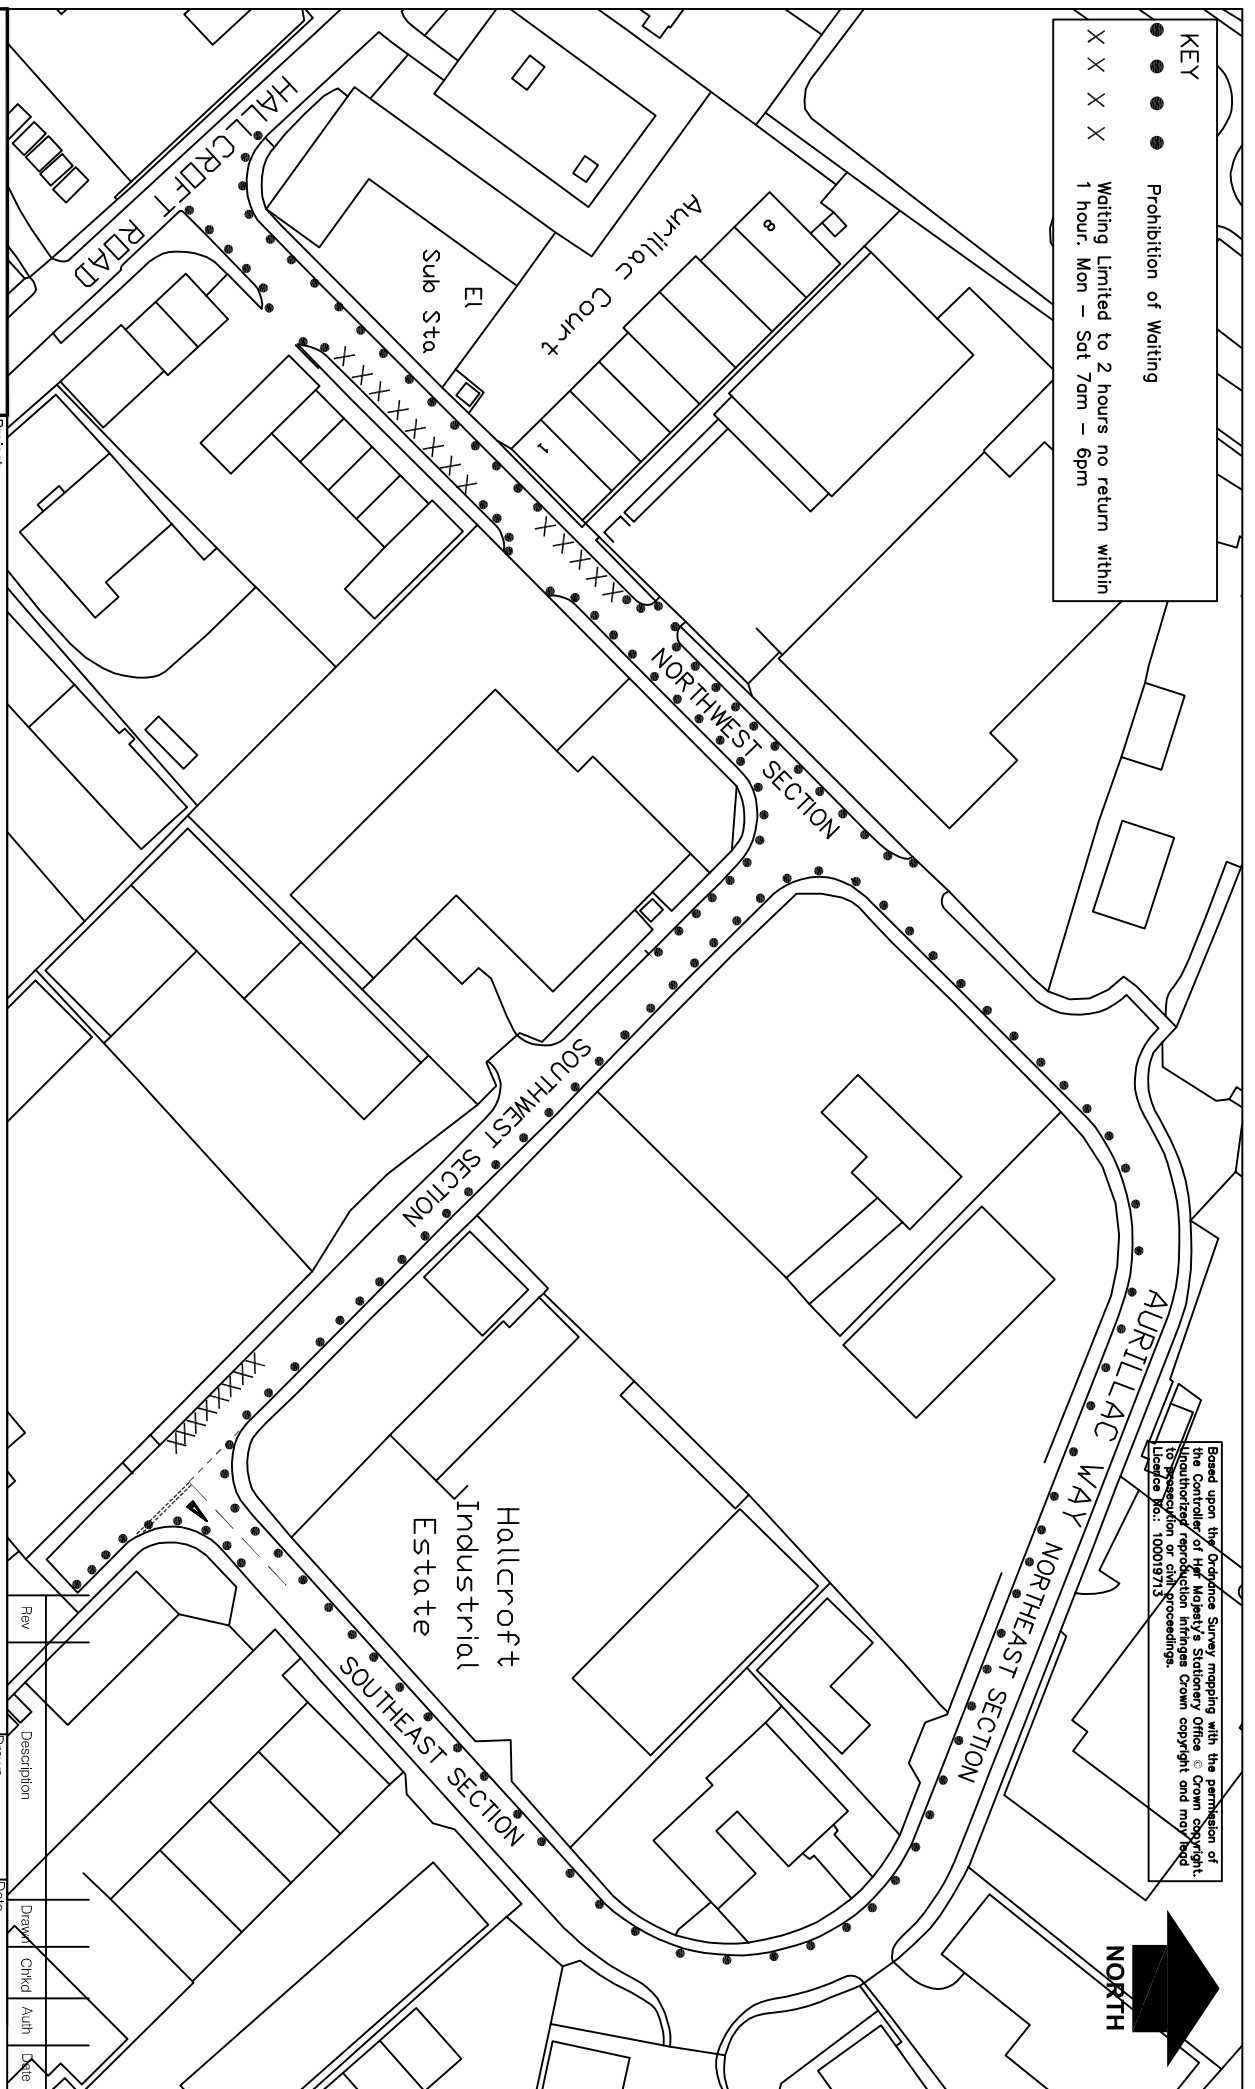 KEY
Prohibition of Waiting
X X X X
Waiting Limited to 2 hours no return within
1 hour. Mon - Sat 7am - 6pm
Based upon the Ordnance Survey mapping with the permission of
the Controller of Her Majesty's Stationery Office © Crown copyright.
Unauthorized reproduction infringes Crown copyright and may lead
to prosecution or civil proceedings.
Licence No.: 100019713
NORTH
HALLCROFT ROAD
Aurillac Court
8
1
El
Sub Sta
XXXXXXXX
XXXXX
NORTHWEST SECTION
AURILLAC WAY
NORTHEAST SECTION
SOUTHWEST SECTION
Hallcroft
Industrial
Estate
SOUTHEAST SECTION
Rev
Description
Drawn
Ch'kd
Auth
Date